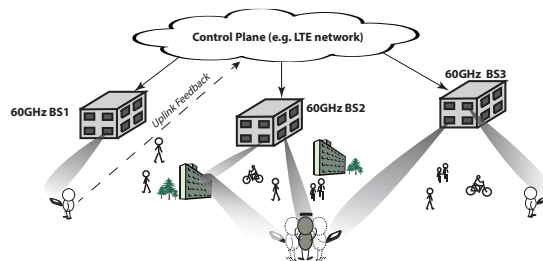 Control Plane (e.g. LTE network)
60GHz BS3
60GHz BS1
Uplink Feedback
60GHz BS2